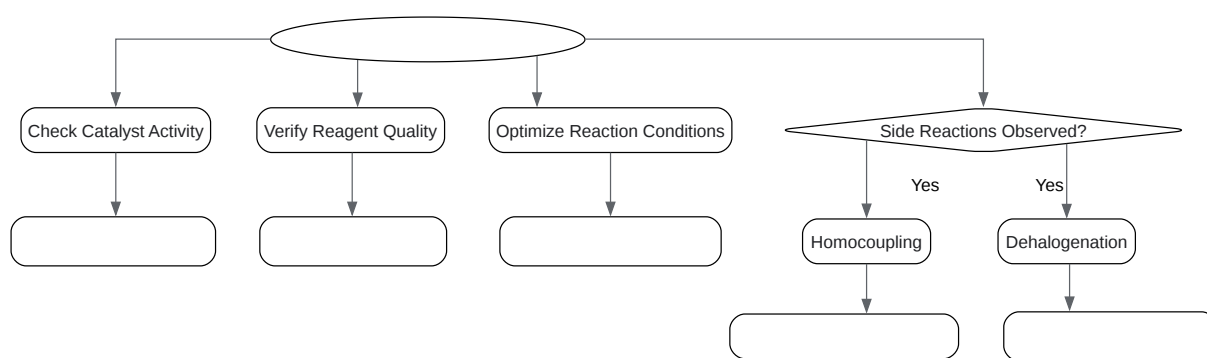 Check Catalyst Activity
Verify Reagent Quality
Optimize Reaction Conditions
Side Reactions Observed?
Yes
Yes
Homocoupling
Dehalogenation